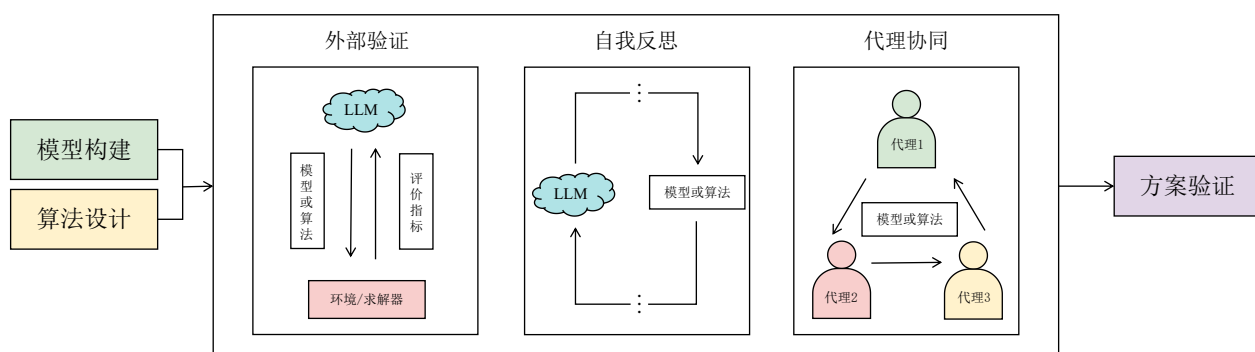 模型构建
算法设计
外部验证
LLM
模型或算法
评价指标
环境/求解器
自我反思
⋮
LLM
模型或算法
⋮
代理协同
代理1
模型或算法
代理2
代理3
方案验证